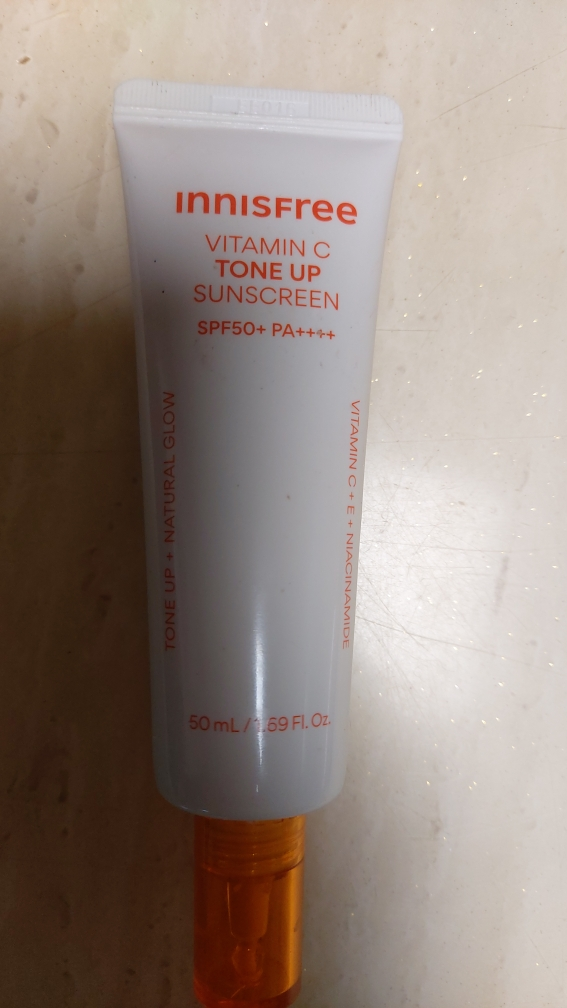 innisfree
VITAMIN C
TONE UP
SUNSCREEN
SPF50+ PA++++
TONE UP + NATURAL GLOW
VITAMIN C + E + NIACINAMIDE
50 mL / 1.69 Fl. Oz.